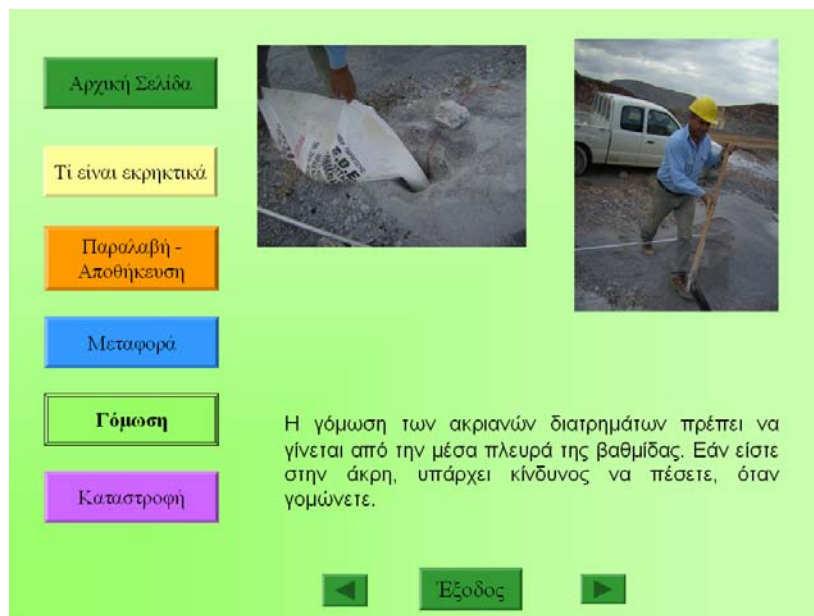 Αρχική Σελίδα
Τί είναι εκρηκτικά
Παραλαβή -
Αποθήκευση
Μεταφορά
Γόμωση
Καταστροφή
Η γόμωση των ακριανών διατρημάτων πρέπει να
γίνεται από την μέσα πλευρά της βαθμίδας. Εάν είστε
στην άκρη, υπάρχει κίνδυνος να πέσετε, όταν
γομώνετε.
Έξοδος